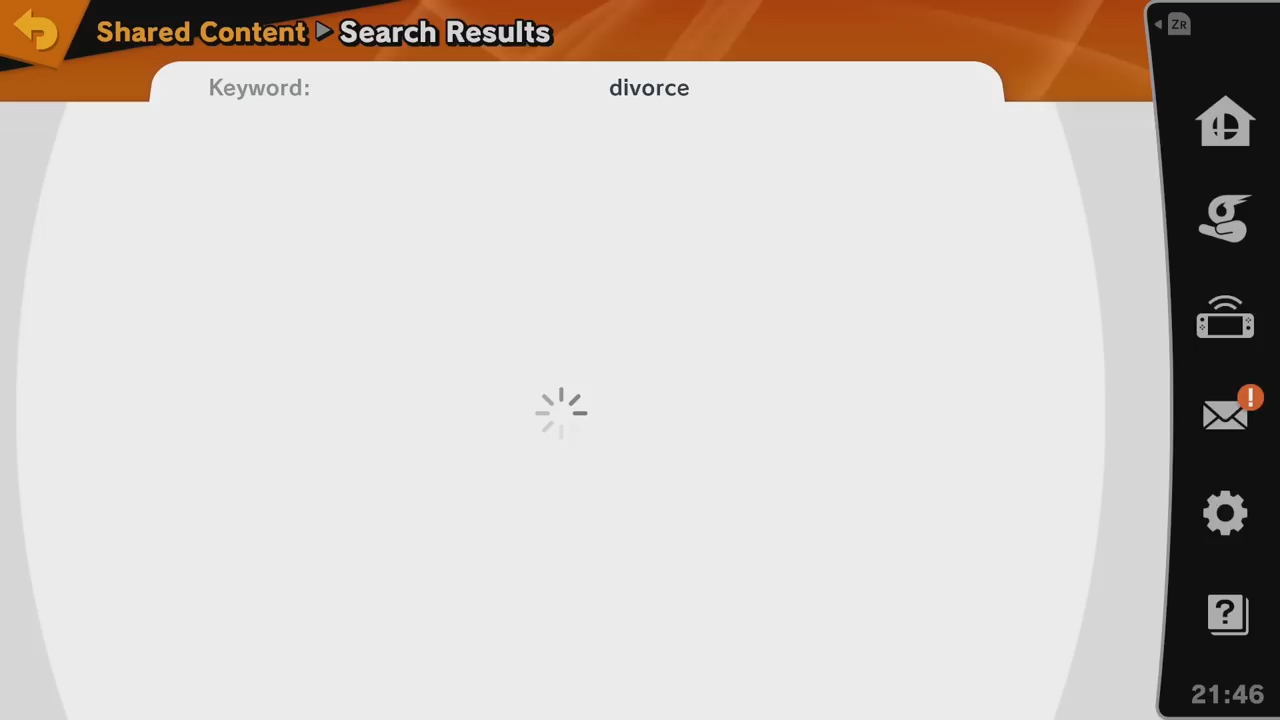 Shared Content ▶ Search Results
ZR
Keyword: divorce
!
?
21:46